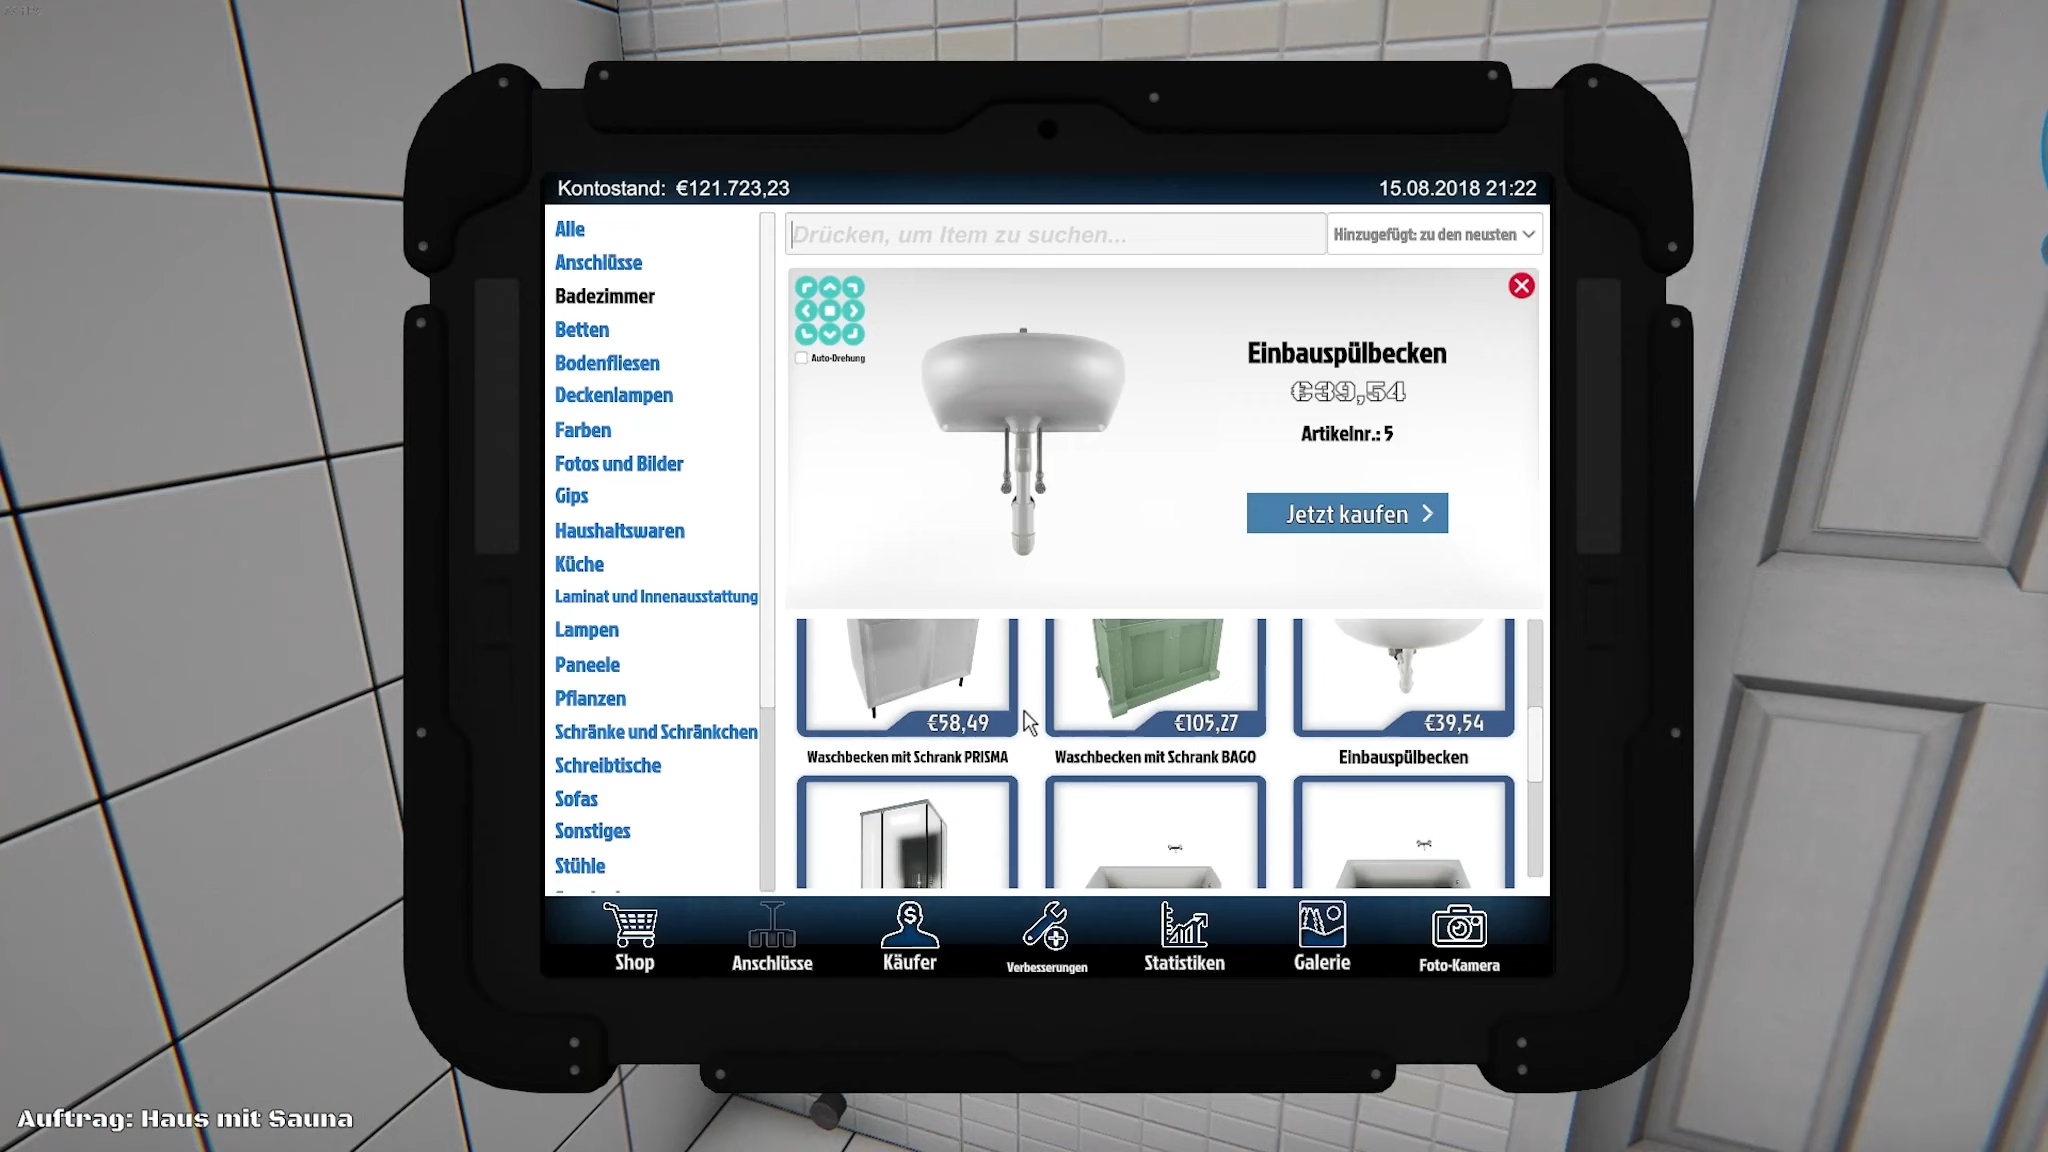 Kontostand: €121.723,23
15.08.2018 21:22
Alle
Anschlüsse
Badezimmer
Betten
Bodenfliesen
Deckenlampen
Farben
Fotos und Bilder
Gips
Haushaltswaren
Küche
Laminat und Innenausstattung
Lampen
Paneele
Pflanzen
Schränke und Schränkchen
Schreibtische
Sofas
Sonstiges
Stühle
Drücken, um Item zu suchen...
Hinzugefügt: zu den neusten
Auto-Drehung
Einbauspülbecken
€39,54
Artikelnr.: 5
Jetzt kaufen
€58,49
€105,27
€39,54
Waschbecken mit Schrank PRISMA
Waschbecken mit Schrank BAGO
Einbauspülbecken
Shop
Anschlüsse
Käufer
Verbesserungen
Statistiken
Galerie
Foto-Kamera
Auftrag: Haus mit Sauna